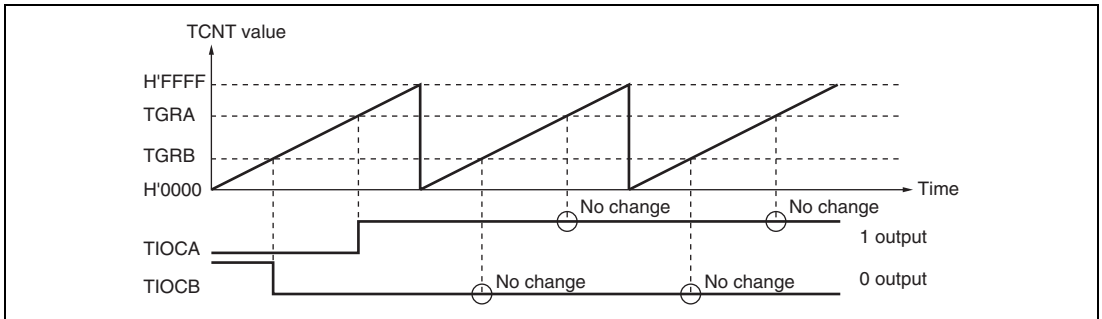 TCNT value
H'FFFF
TGRA
TGRB
H'0000
Time
No change
No change
1 output
TIOCA
No change
No change
0 output
TIOCB